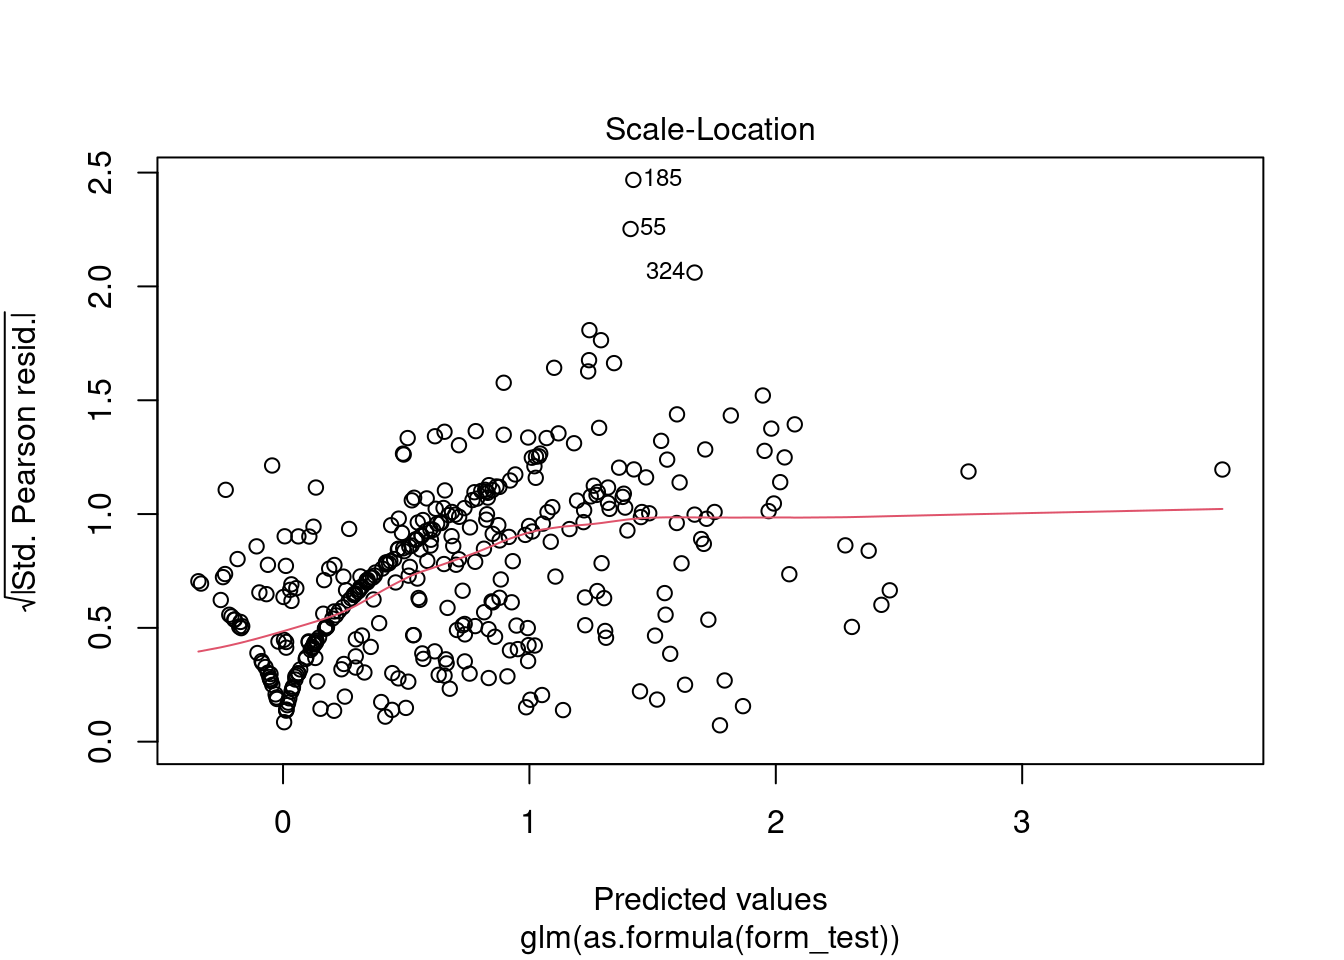 Scale-Location
√|Std. Pearson resid.|
2.5
2.0
1.5
1.0
0.5
0.0
185
55
324
0 1 2 3
Predicted values
glm(as.formula(form_test))